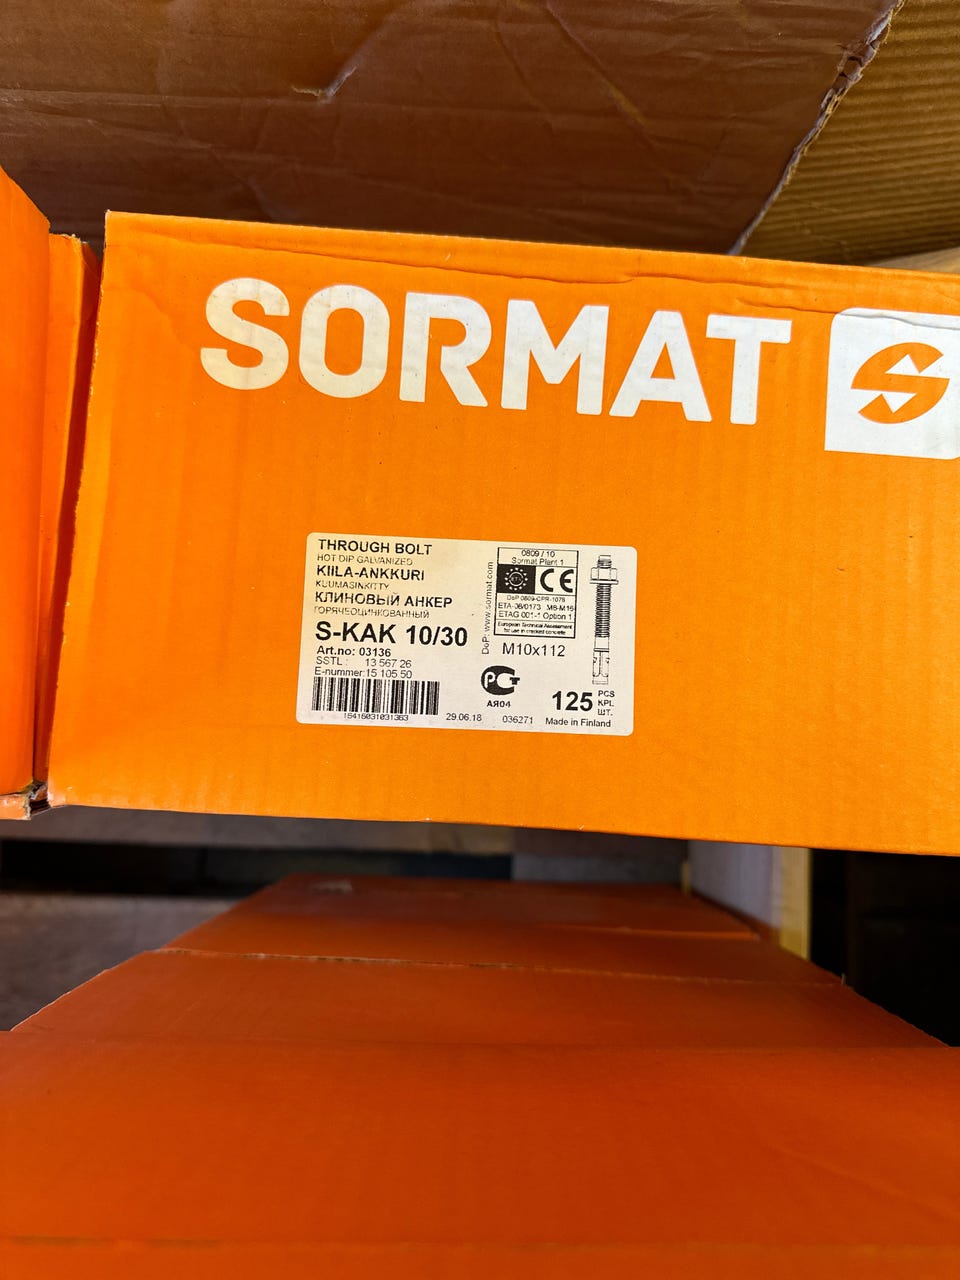 SORMAT
THROUGH BOLT
HOT DIP GALVANIZED
KIILA-ANKKURI
KUUMASINKITTY
КЛИНОВЫЙ АНКЕР
ГОРЯЧЕОЦИНКОВАННЫЙ
S-KAK 10/30
Art.no: 03136
SSTL : 13 567 26
E-nummer:15 105 50
29.06.18
036271
DoP: www.sormat.com
0809 / 10
Sormat Plant 1
CE
DoP 0809-CPR-1078
ETA-06/0173 M8-M16
ETAG 001-1 Option 1
European Technical Assessment
for use in cracked concrete
M10x112
РСТ
АЯ04
125 PCS
KPL
ШТ.
Made in Finland